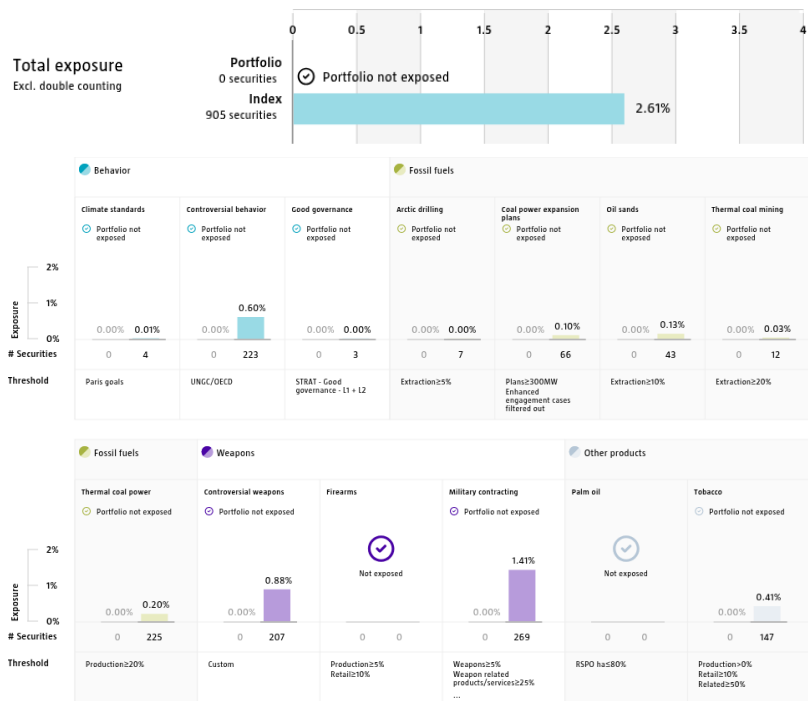 0 0.5 1 1.5 2 2.5 3 3.5 4
Total exposure
Excl. double counting
Portfolio
0 securities
Portfolio not exposed
Index
905 securities
2.61%
Behavior
Fossil fuels
Climate standards
Portfolio not
exposed
Controversial behavior
Portfolio not
exposed
Good governance
Portfolio not
exposed
Arctic drilling
Portfolio not
exposed
Coal power expansion
plans
Portfolio not
exposed
Oil sands
Portfolio not
exposed
Thermal coal mining
Portfolio not
exposed
Exposure
2%
1%
0%
0.00% 0.01%
0.00% 0.60%
0.00% 0.00%
0.00% 0.00%
0.00% 0.10%
0.00% 0.13%
0.00% 0.03%
# Securities
0 4
0 223
0 3
0 7
0 66
0 43
0 12
Threshold
Paris goals
UNGC/OECD
STRAT - Good
governance - L1 + L2
Extraction≥5%
Plans≥300MW
Enhanced
engagement cases
filtered out
Extraction≥10%
Extraction≥20%
Fossil fuels
Weapons
Other products
Thermal coal power
Portfolio not exposed
Controversial weapons
Portfolio not exposed
Firearms
Not exposed
Military contracting
Portfolio not exposed
Palm oil
Not exposed
Tobacco
Portfolio not exposed
Exposure
2%
1%
0%
0.00% 0.20%
0.00% 0.88%
0.00% 1.41%
0.00% 0.41%
# Securities
0 225
0 207
0 0
0 269
0 0
0 147
Threshold
Production≥20%
Custom
Production≥5%
Retail≥10%
Weapons≥5%
Weapon related
products/services≥25%
...
RSPO ha≤80%
Production>0%
Retail≥10%
Related≥50%